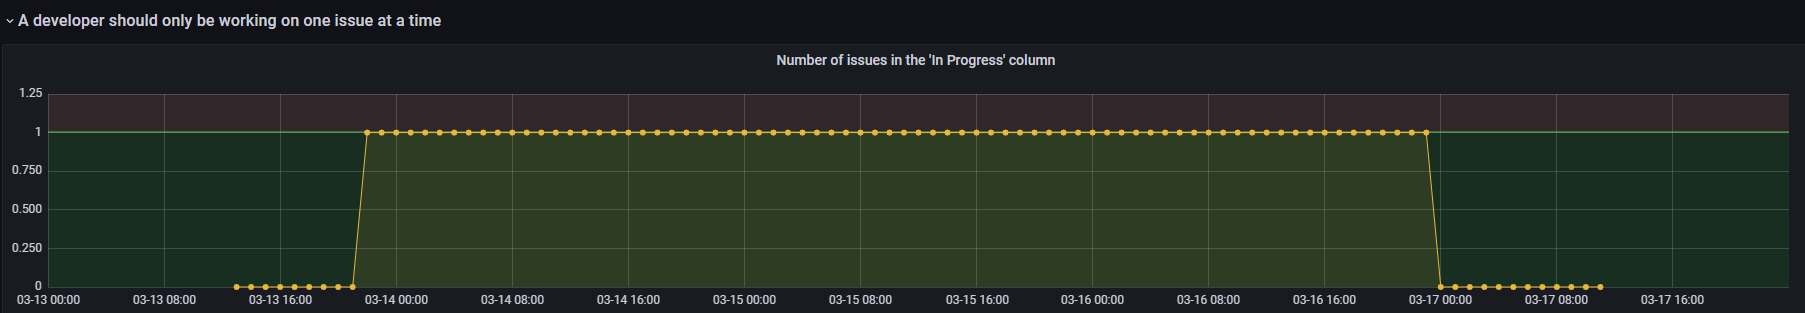 A developer should only be working on one issue at a time
Number of issues in the 'In Progress' column
1.25
1
0.750
0.500
0.250
0
03-13 00:00 03-13 08:00 03-13 16:00 03-14 00:00 03-14 08:00 03-14 16:00 03-15 00:00 03-15 08:00 03-15 16:00 03-16 00:00 03-16 08:00 03-16 16:00 03-17 00:00 03-17 08:00 03-17 16:00